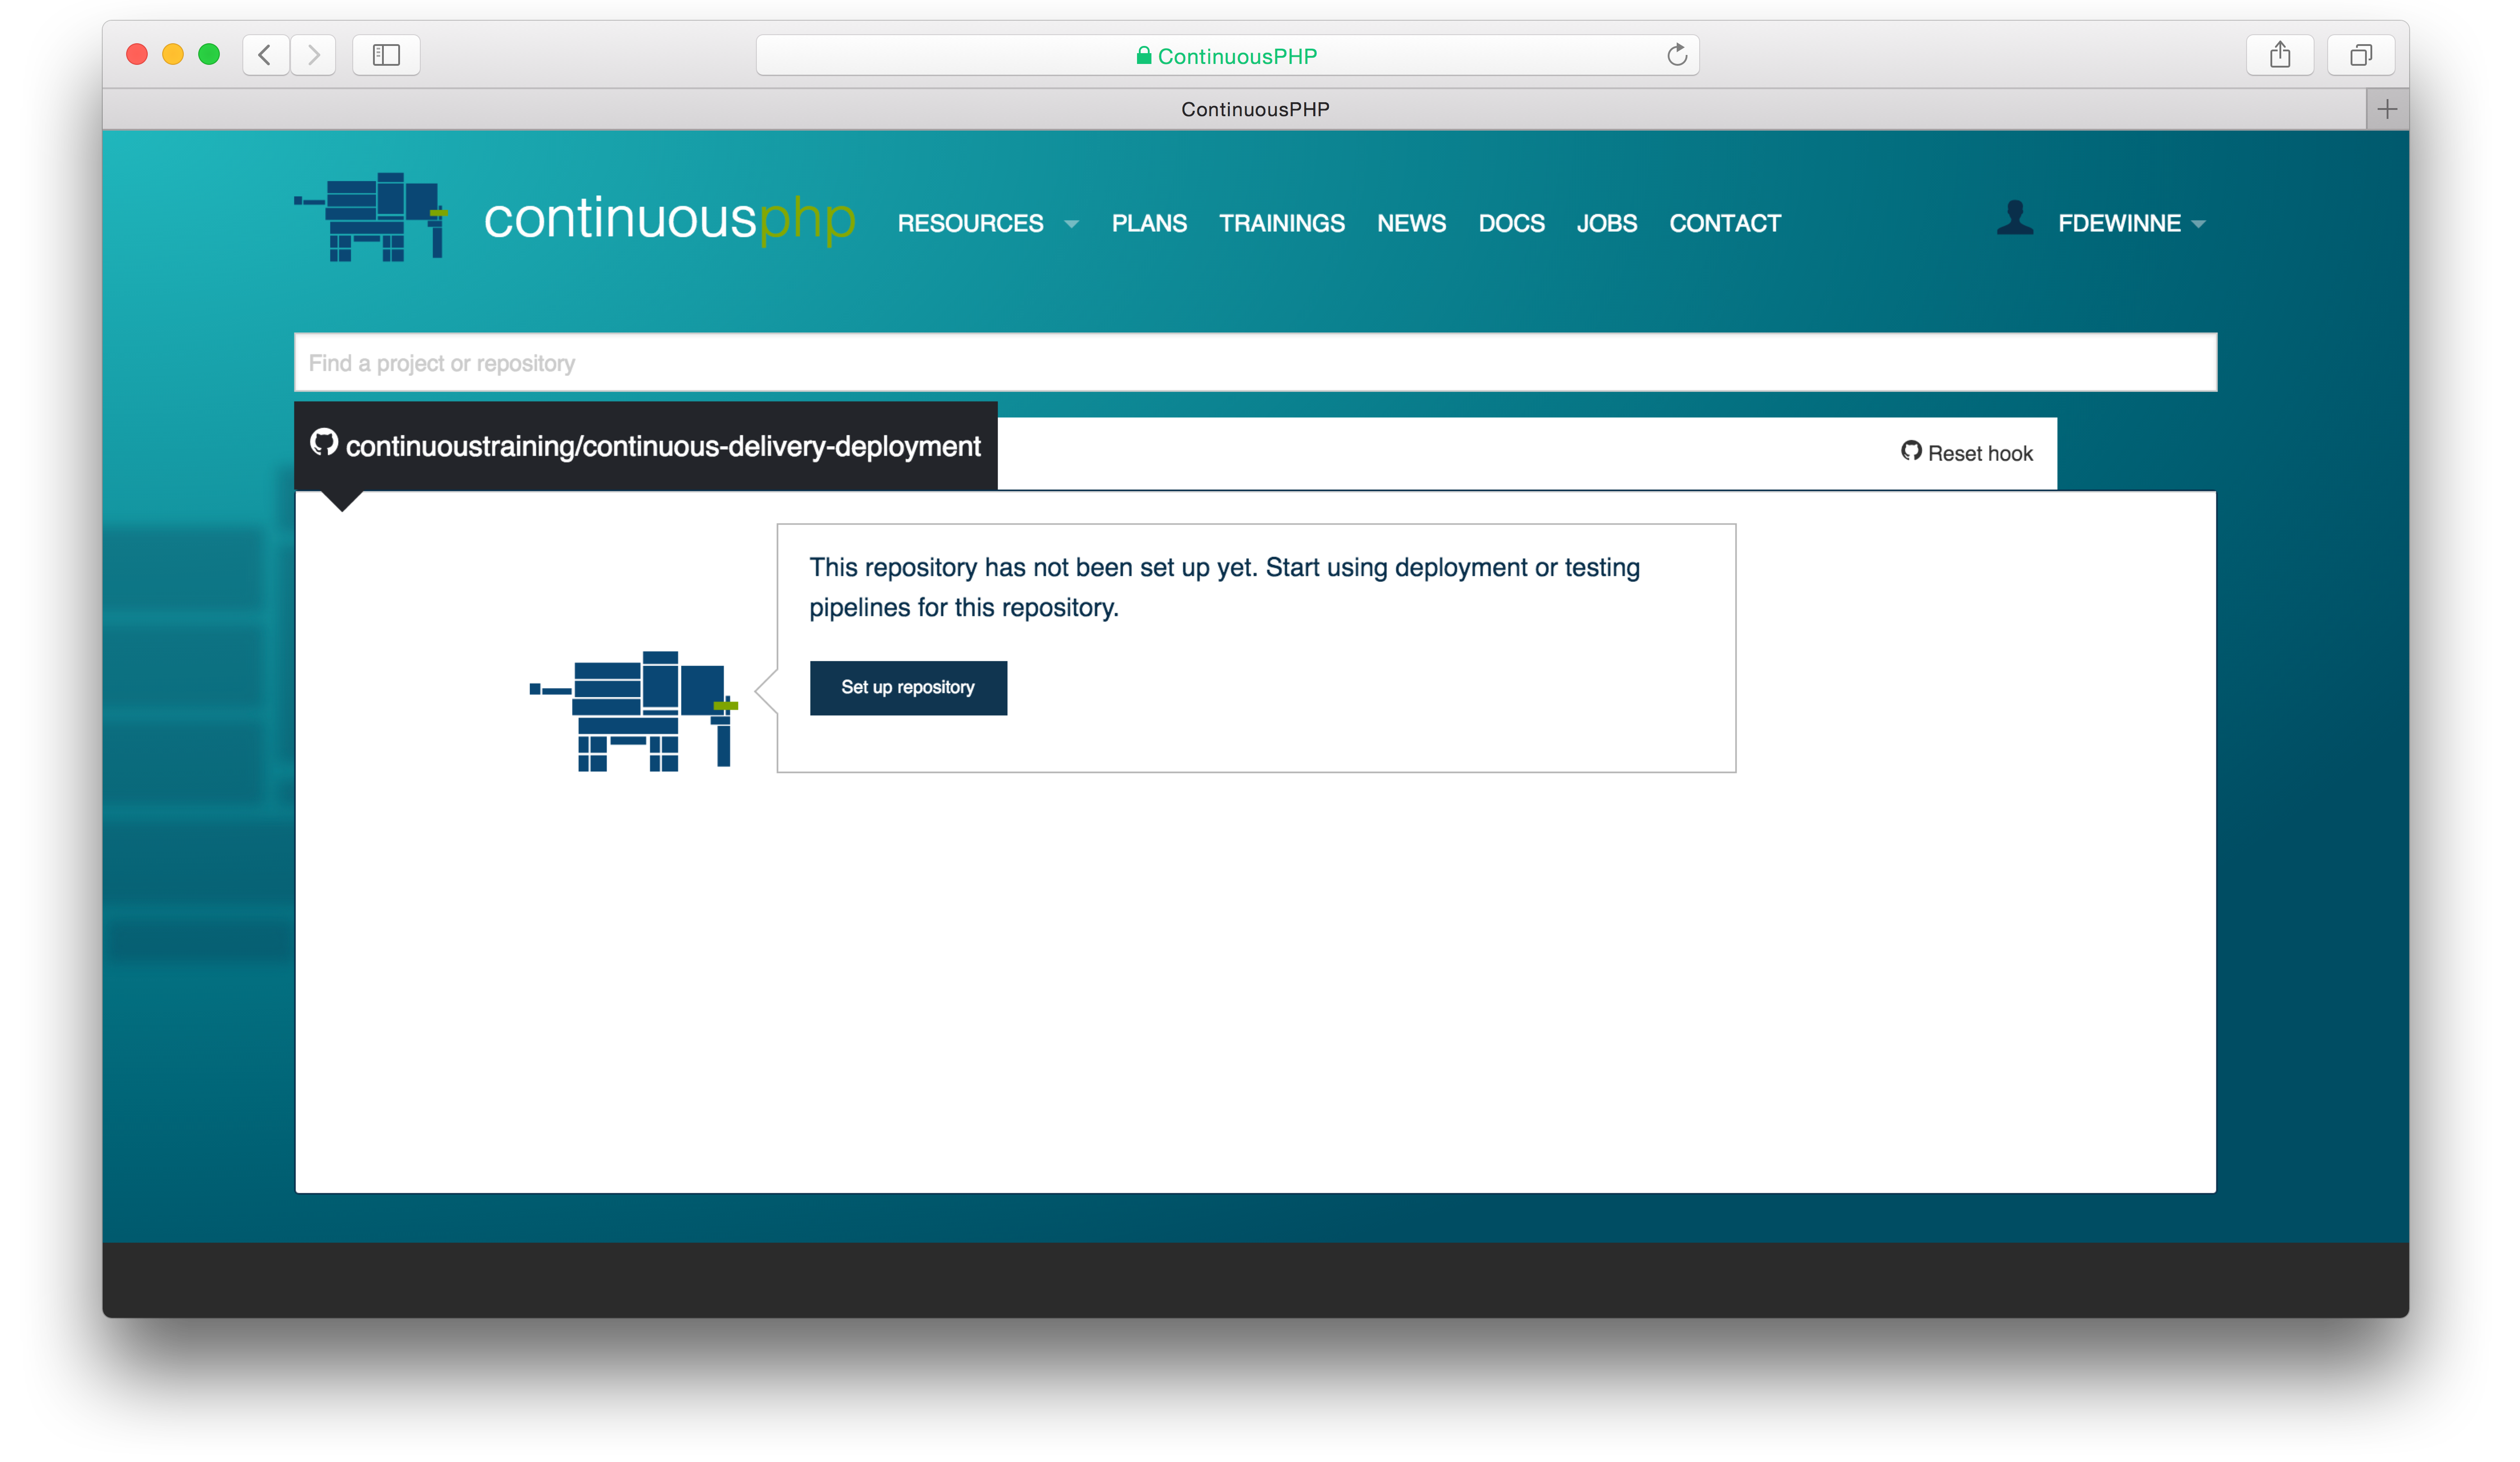 ContinuousPHP
ContinuousPHP
continuousphp RESOURCES PLANS TRAININGS NEWS DOCS JOBS CONTACT FDEWINNE
Find a project or repository
continuoustraining/continuous-delivery-deployment Reset hook
This repository has not been set up yet. Start using deployment or testing
pipelines for this repository.
Set up repository